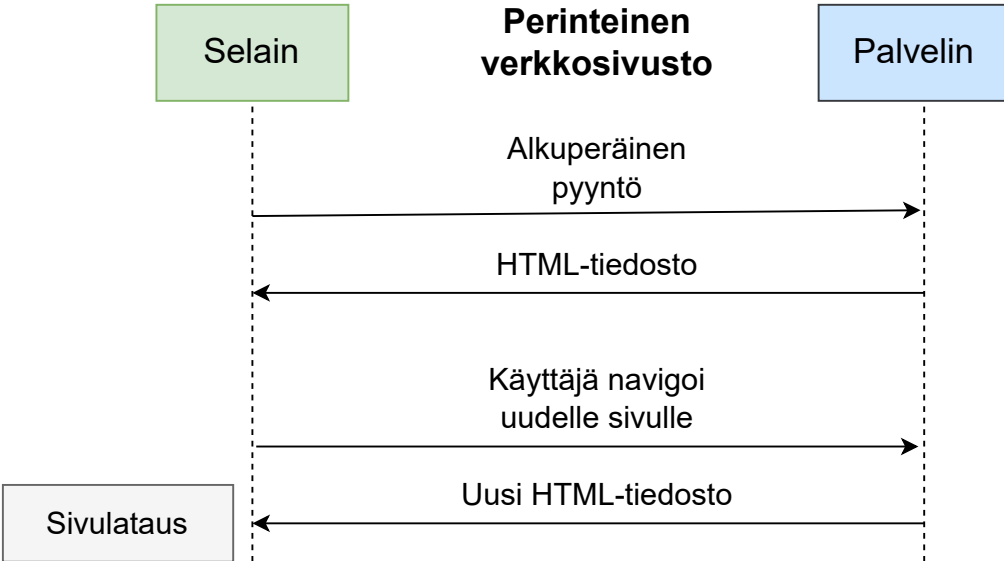 Selain
Perinteinen
verkkosivusto
Palvelin
Alkuperäinen
pyyntö
HTML-tiedosto
Käyttäjä navigoi
uudelle sivulle
Uusi HTML-tiedosto
Sivulataus